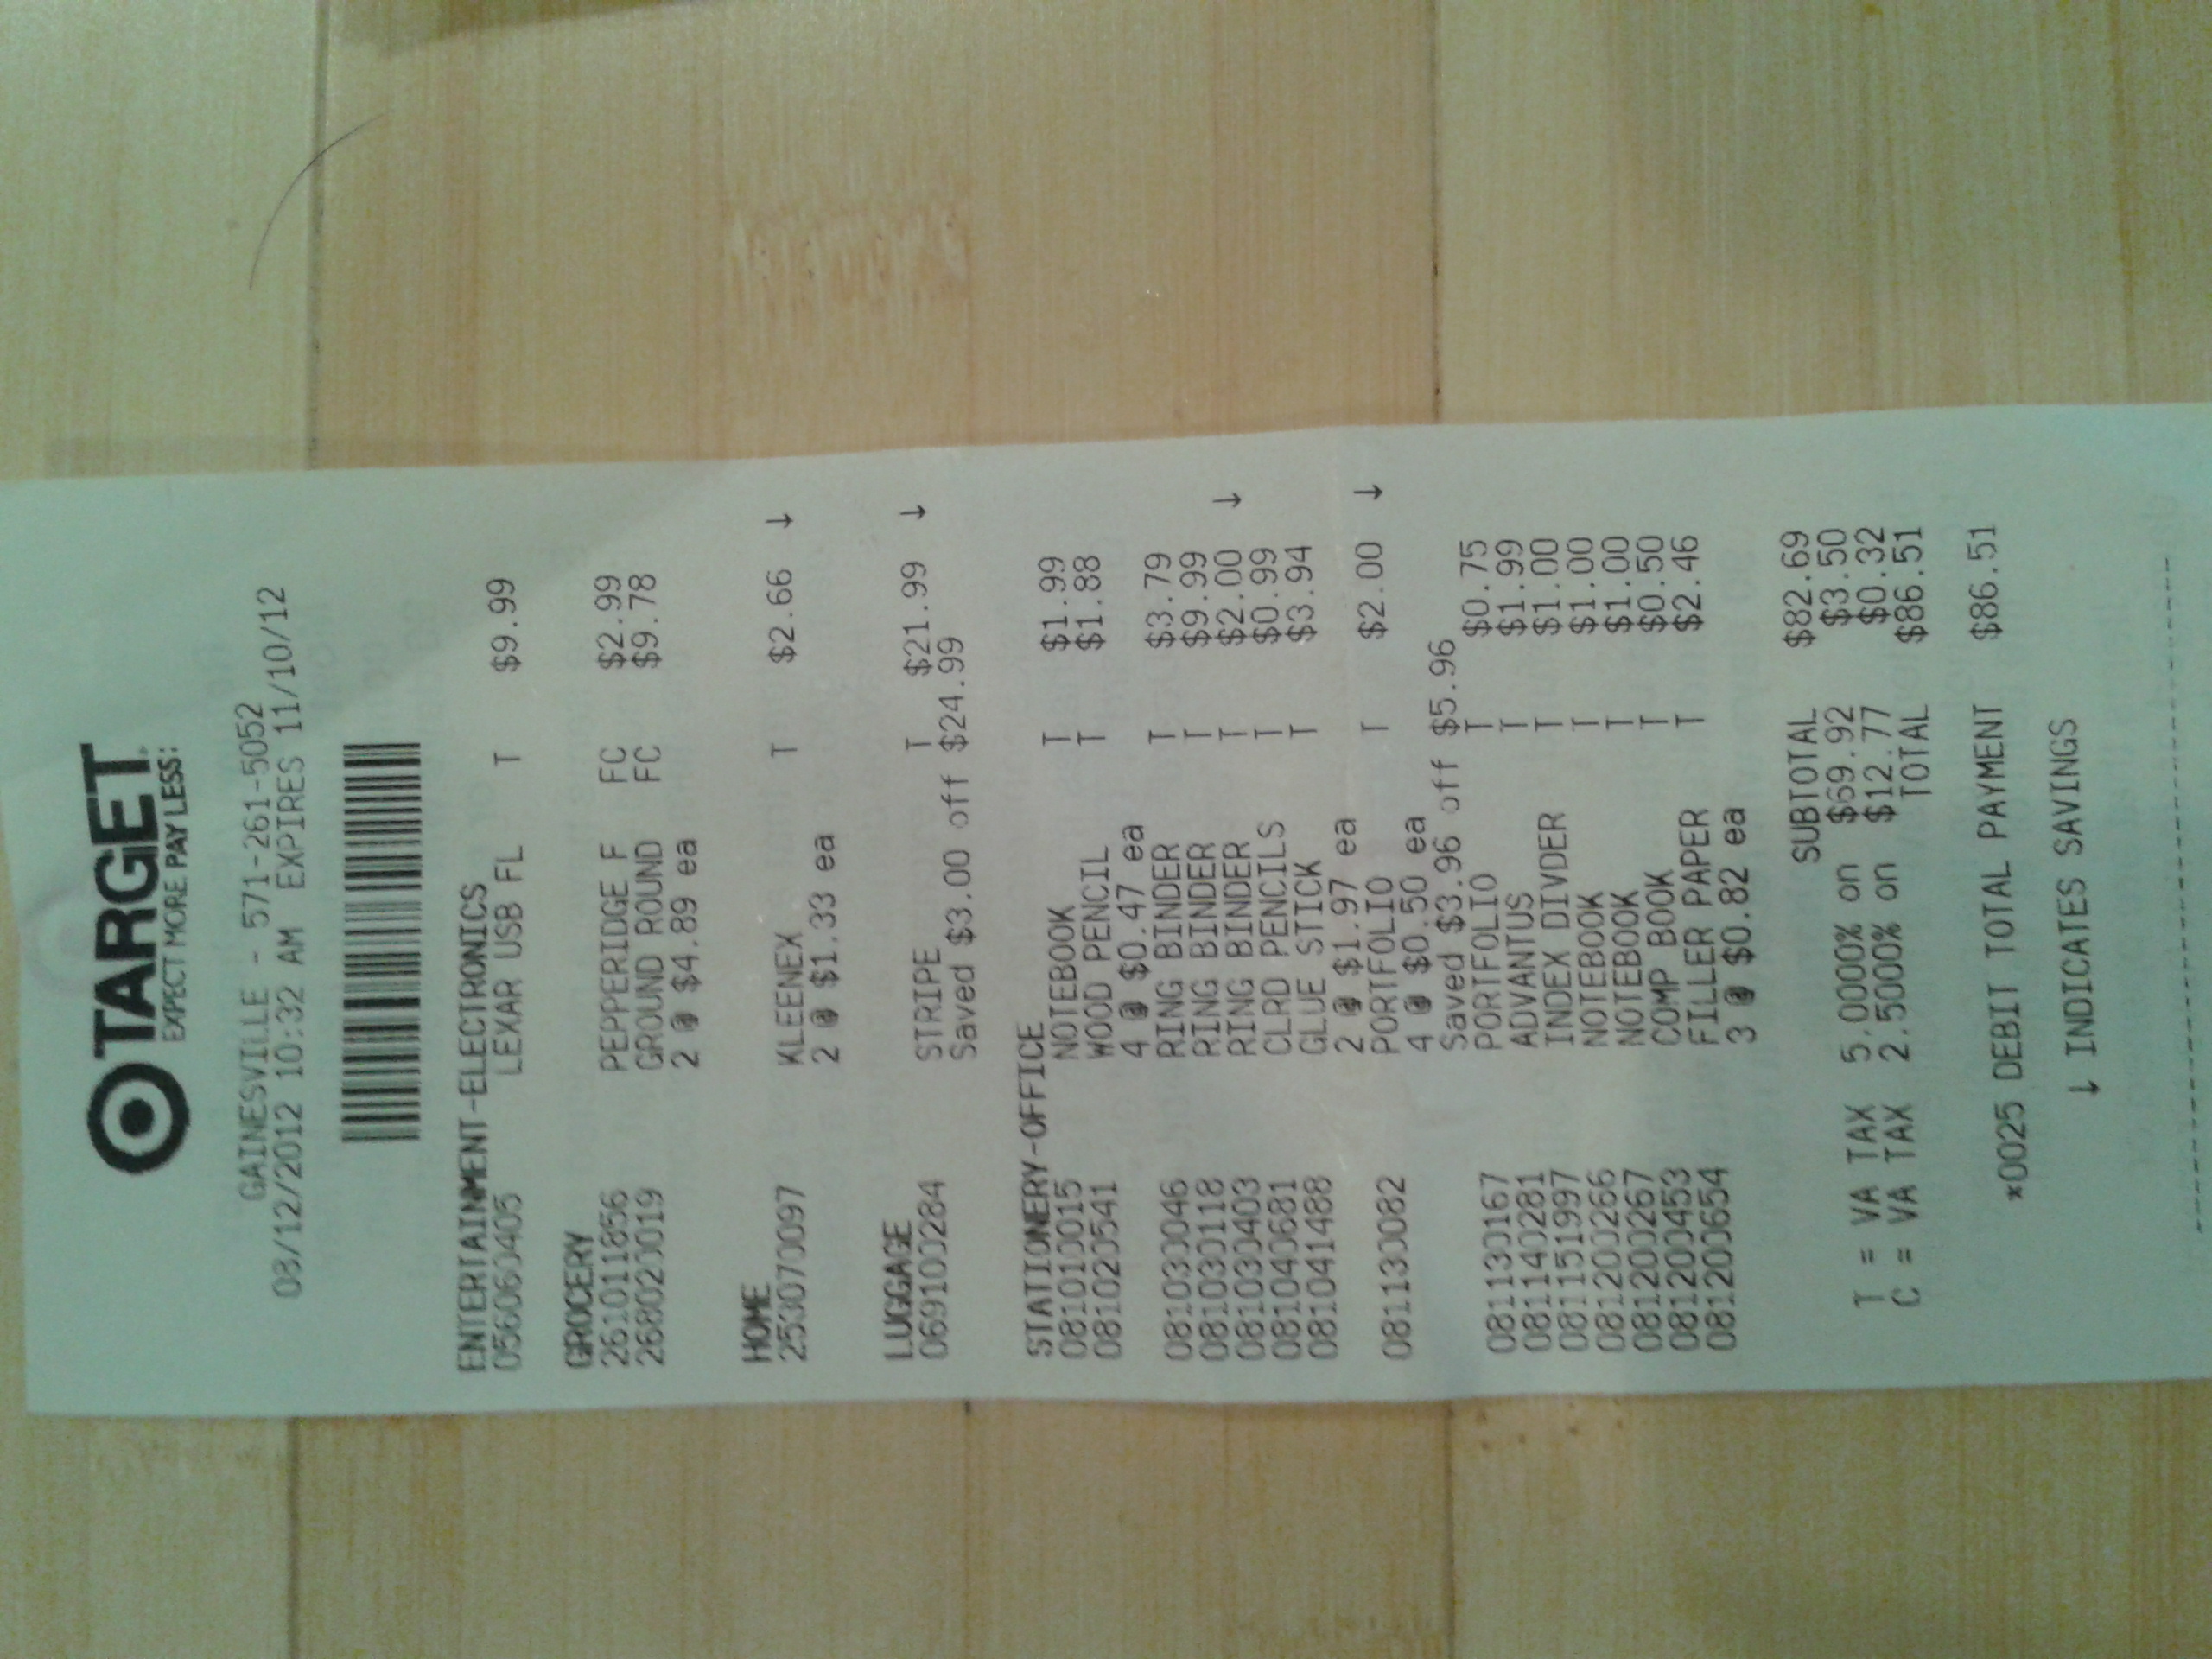 TARGET
EXPECT MORE PAY LESS:
GAINESVILLE - 571-261-5052
08/12/2012 10:32 AM EXPIRES 11/10/12
ENTERTAINMENT-ELECTRONICS
056060405 LEXAR USB FL T $9.99
GROCERY
261011856 PEPPERIDGE F FC $2.99
268020019 GROUND ROUND FC $9.78
2 @ $4.89 ea
HOME
253070097 KLEENEX T $2.66 ↓
2 @ $1.33 ea
LUGGAGE
069100284 STRIPE T $21.99 ↓
Saved $3.00 off $24.99
STATIONERY-OFFICE
081010015 NOTEBOOK T $1.99
081020541 WOOD PENCIL T $1.88
4 @ $0.47 ea
081030046 RING BINDER T $3.79
081030118 RING BINDER T $9.99
081030403 RING BINDER T $2.00 ↓
081040681 CLRD PENCILS T $0.99
081041488 GLUE STICK T $3.94
2 @ $1.97 ea
081130082 PORTFOLIO T $2.00 ↓
4 @ $0.50 ea
Saved $3.96 off $5.96
081130167 PORTFOLIO T $0.75
081140281 ADVANTUS T $1.99
081151997 INDEX DIVDER T $1.00
081200266 NOTEBOOK T $1.00
081200267 NOTEBOOK T $1.00
081200453 COMP BOOK T $0.50
081200654 FILLER PAPER T $2.46
3 @ $0.82 ea
SUBTOTAL $82.69
T = VA TAX 5.0000% on $69.92 $3.50
C = VA TAX 2.5000% on $12.77 $0.32
TOTAL $86.51
*0025 DEBIT TOTAL PAYMENT $86.51
↓ INDICATES SAVINGS